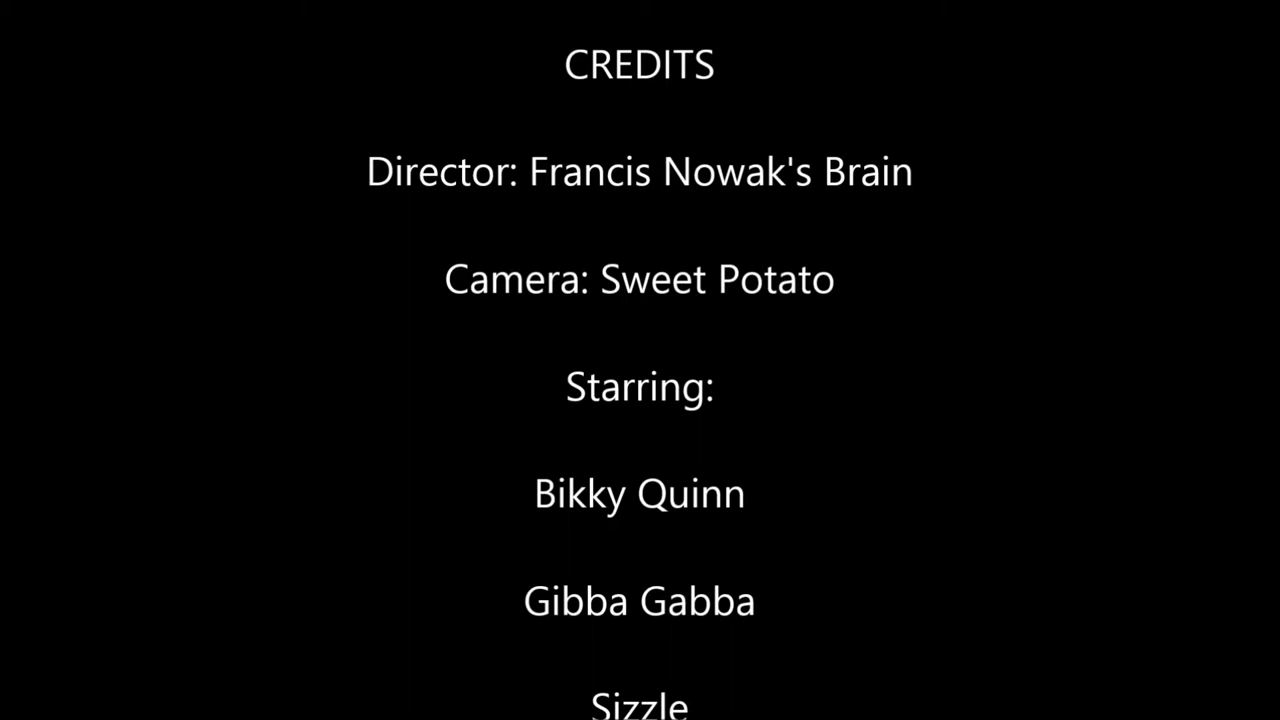 CREDITS
Director: Francis Nowak's Brain
Camera: Sweet Potato
Starring:
Bikky Quinn
Gibba Gabba
Sizzle